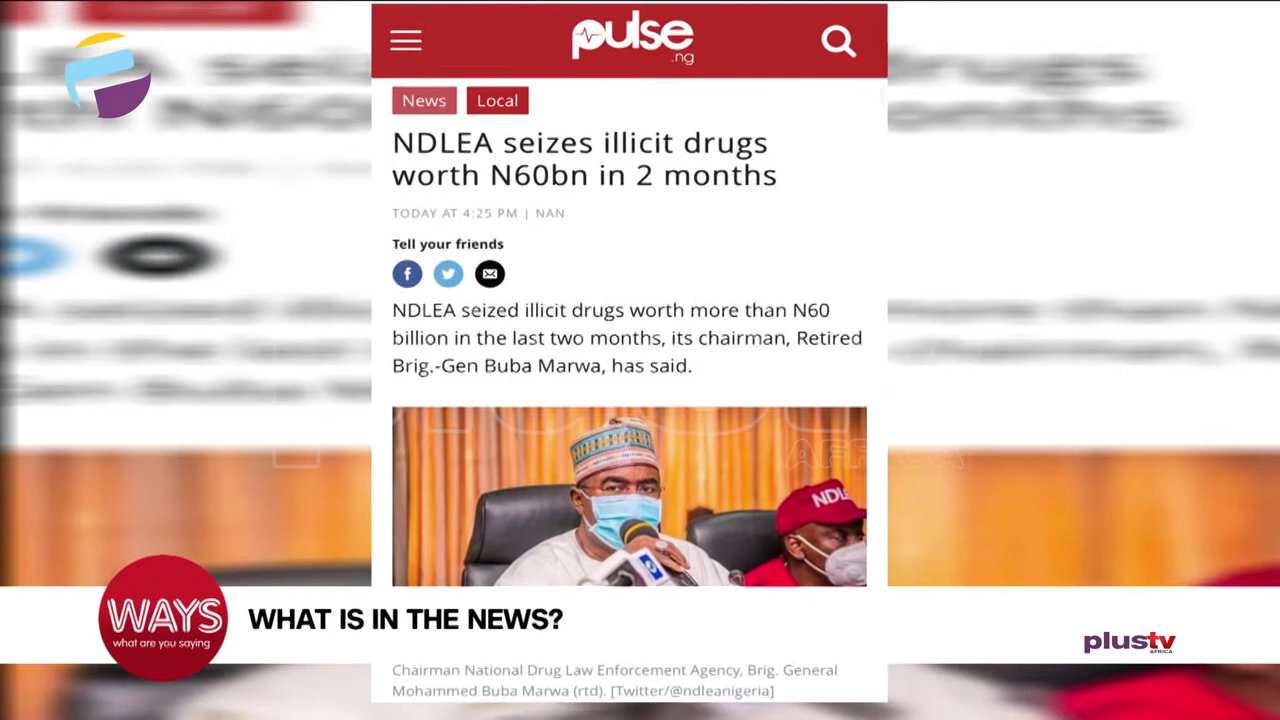 pulse
.ng
News Local
NDLEA seizes illicit drugs
worth N60bn in 2 months
TODAY AT 4:25 PM | NAN
Tell your friends
NDLEA seized illicit drugs worth more than N60
billion in the last two months, its chairman, Retired
Brig.-Gen Buba Marwa, has said.
AFRICA
NDL
WAYS
what are you saying
WHAT IS IN THE NEWS?
plustv
AFRICA
Chairman National Drug Law Enforcement Agency, Brig. General
Mohammed Buba Marwa (rtd). [Twitter/@ndleanigeria]